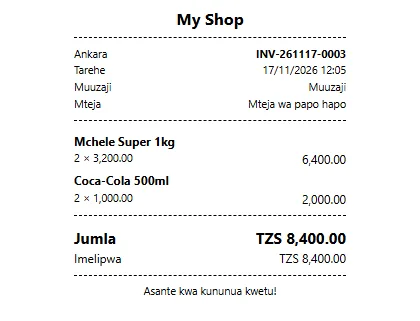 My Shop
Ankara INV-261117-0003
Tarehe 17/11/2026 12:05
Muuzaji Muuzaji
Mteja Mteja wa papo hapo
Mchele Super 1kg
2 × 3,200.00 6,400.00
Coca-Cola 500ml
2 × 1,000.00 2,000.00
Jumla TZS 8,400.00
Imelipwa TZS 8,400.00
Asante kwa kununua kwetu!